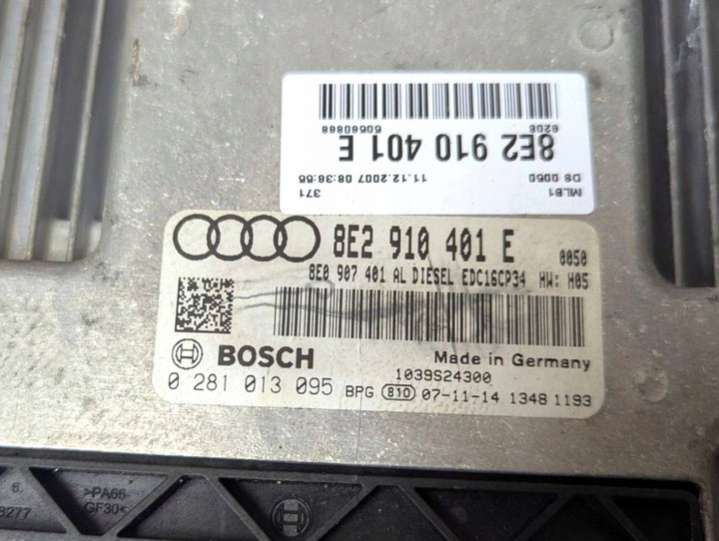 MLB1 371
DS 0050 11.12.2007 08:36:55
8E2 910 401 E
8E2 910 401 E 0050
8E0 907 401 AL DIESEL EDC16CP34 HW: H05
BOSCH Made in Germany
1039S24300
0 281 013 095 BPG 810 07-11-14 1348 1193
>PA66-
GF30<